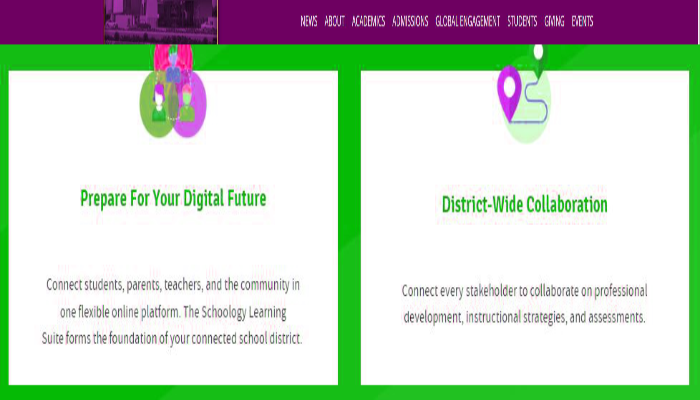 NEWS ABOUT ACADEMICS ADMISSIONS GLOBAL ENGAGEMENT STUDENTS GIVING EVENTS
Prepare For Your Digital Future
Connect students, parents, teachers, and the community in
one flexible online platform. The Schoology Learning
Suite forms the foundation of your connected school district.
District-Wide Collaboration
Connect every stakeholder to collaborate on professional
development, instructional strategies, and assessments.